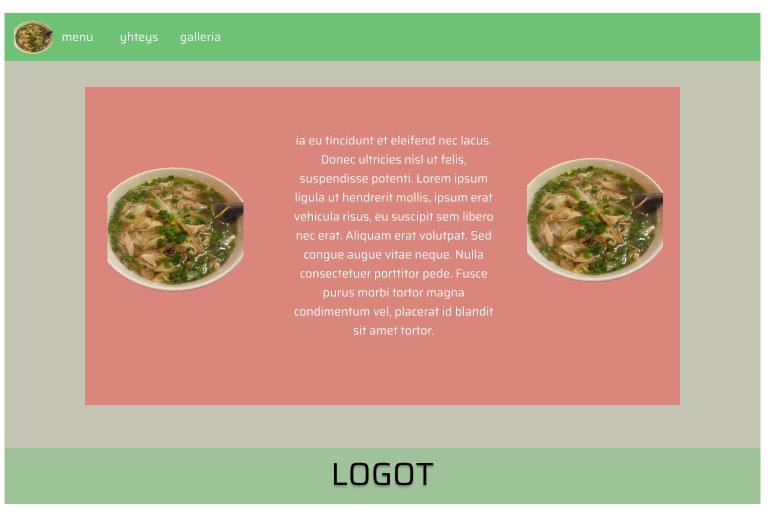 menu yhteys galleria
ia eu tincidunt et eleifend nec lacus.
Donec ultricies nisl ut felis,
suspendisse potenti. Lorem ipsum
ligula ut hendrerit mollis, ipsum erat
vehicula risus, eu suscipit sem libero
nec erat. Aliquam erat volutpat. Sed
congue augue vitae neque. Nulla
consectetuer porttitor pede. Fusce
purus morbi tortor magna
condimentum vel, placerat id blandit
sit amet tortor.
LOGOT